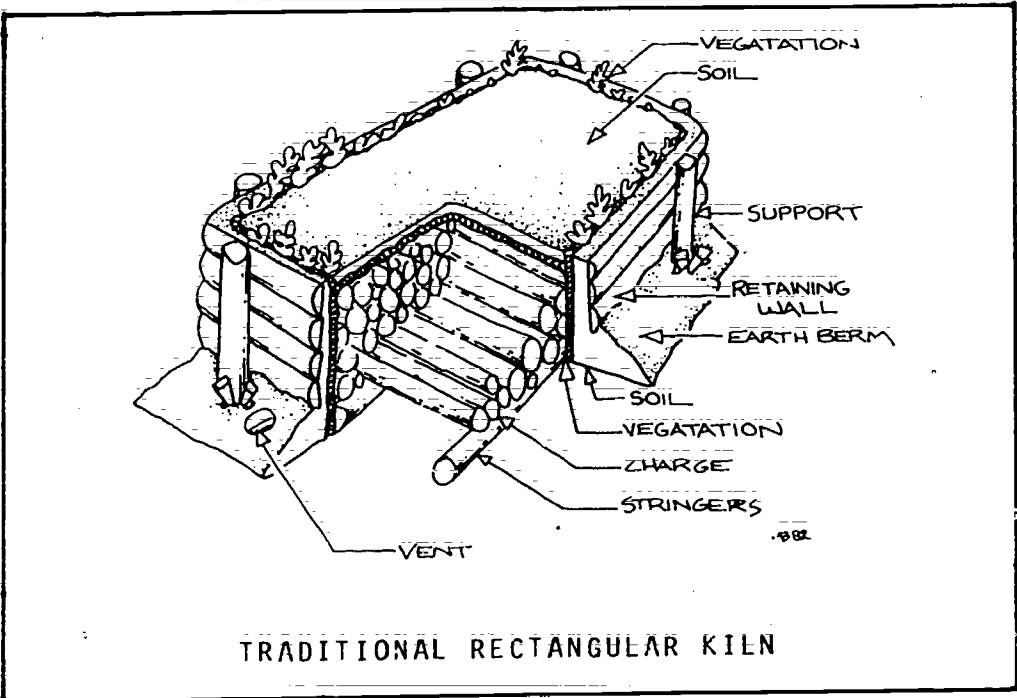 VEGATATION
SOIL
SUPPORT
RETAINING
WALL
EARTH BERM
SOIL
VEGATATION
CHARGE
STRINGERS
VENT
TRADITIONAL RECTANGULAR KILN